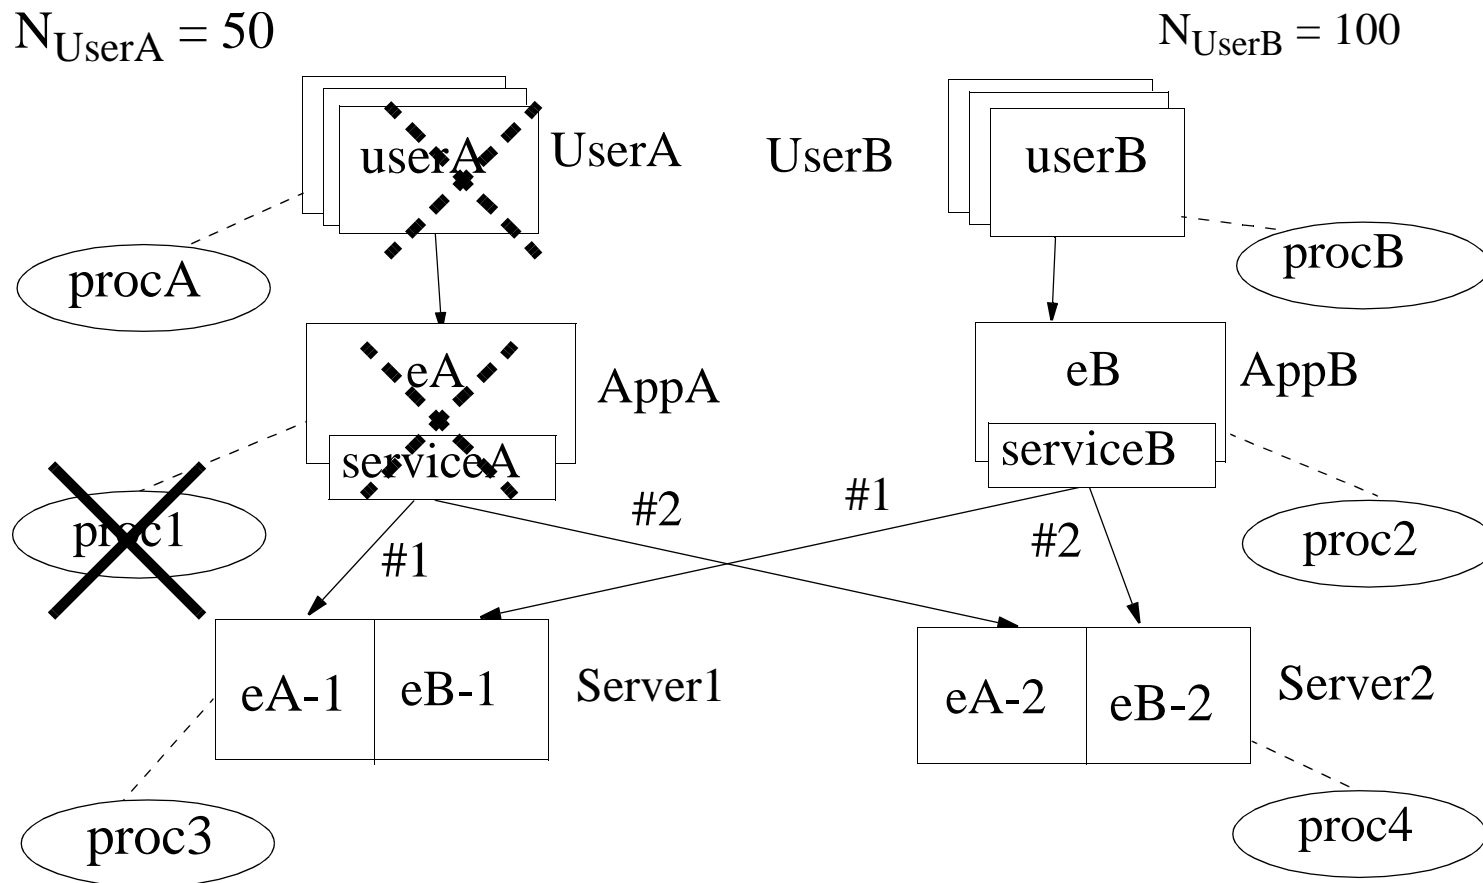 N_UserA = 50
N_UserB = 100
userA
UserA
UserB
userB
procA
procB
eA
AppA
eB
AppB
serviceA
serviceB
proc1
#2
#1
proc2
#1
#2
eA-1
eB-1
Server1
eA-2
eB-2
Server2
proc3
proc4